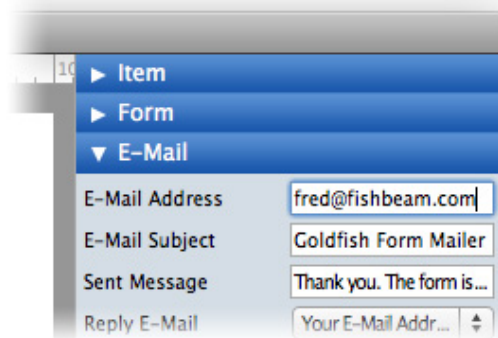 10
▶ Item
▶ Form
▼ E-Mail
E-Mail Address fred@fishbeam.com
E-Mail Subject Goldfish Form Mailer
Sent Message Thank you. The form is...
Reply E-Mail Your E-Mail Addr...